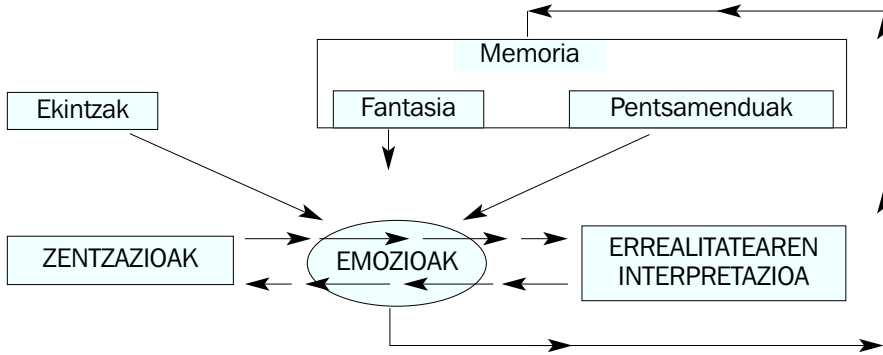 Memoria
Ekintzak
Fantasia
Pentsamenduak
ZENTZAZIOAK
EMOZIOAK
ERREALITATEAREN
INTERPRETAZIOA